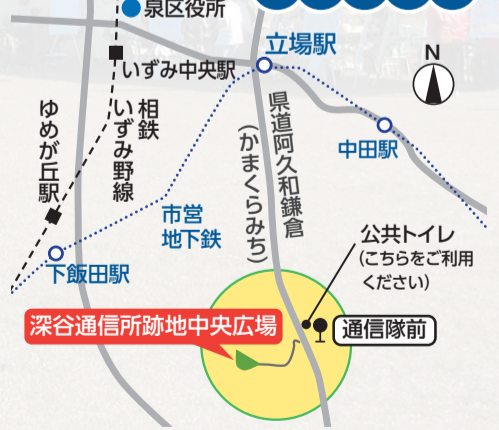 泉区役所
立場駅
N
いずみ中央駅
相鉄
いずみ野線
ゆめが丘駅
県道阿久和鎌倉
(かまくらみち)
中田駅
市営
地下鉄
下飯田駅
公共トイレ
(こちらをご利用
ください)
深谷通信所跡地中央広場
通信隊前